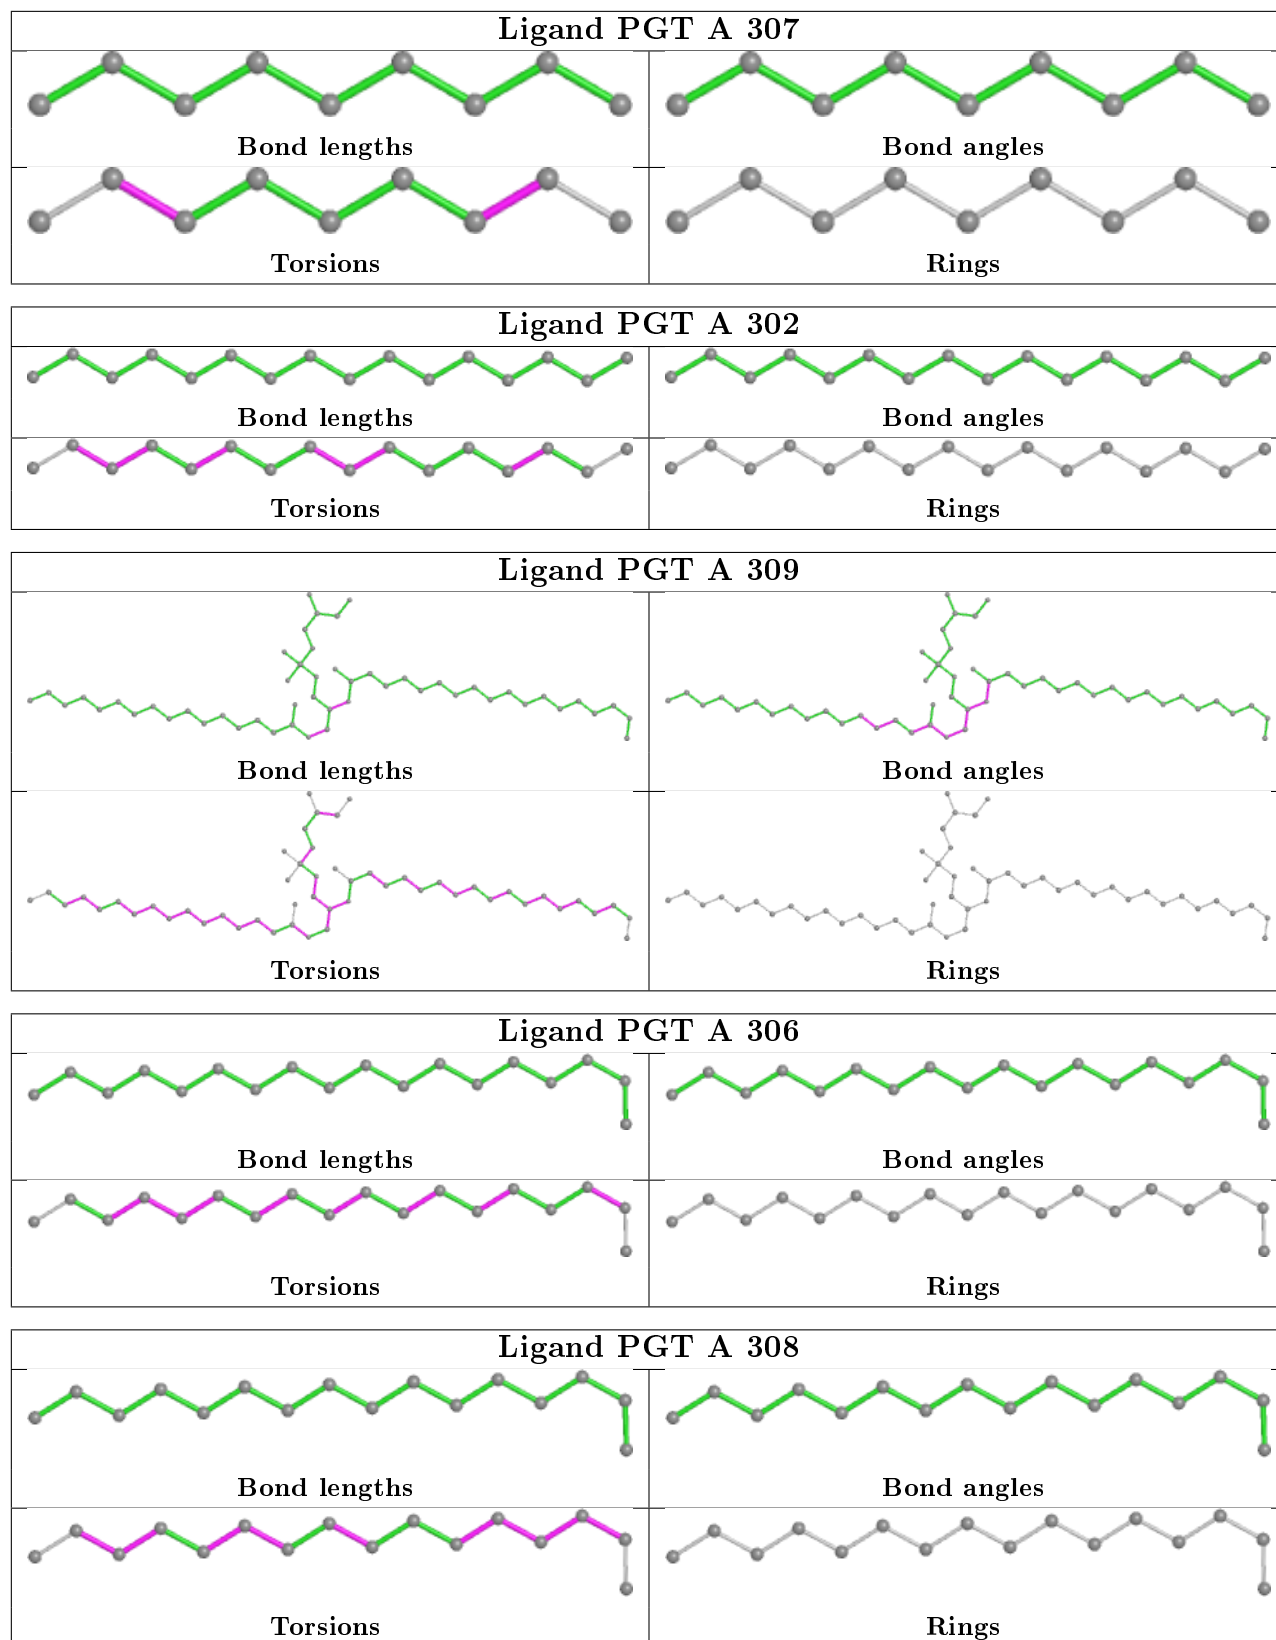 Ligand PGT A 307
Bond lengths
Bond angles
Torsions
Rings
Ligand PGT A 302
Bond lengths
Bond angles
Torsions
Rings
Ligand PGT A 309
Bond lengths
Bond angles
Torsions
Rings
Ligand PGT A 306
Bond lengths
Bond angles
Torsions
Rings
Ligand PGT A 308
Bond lengths
Bond angles
Torsions
Rings